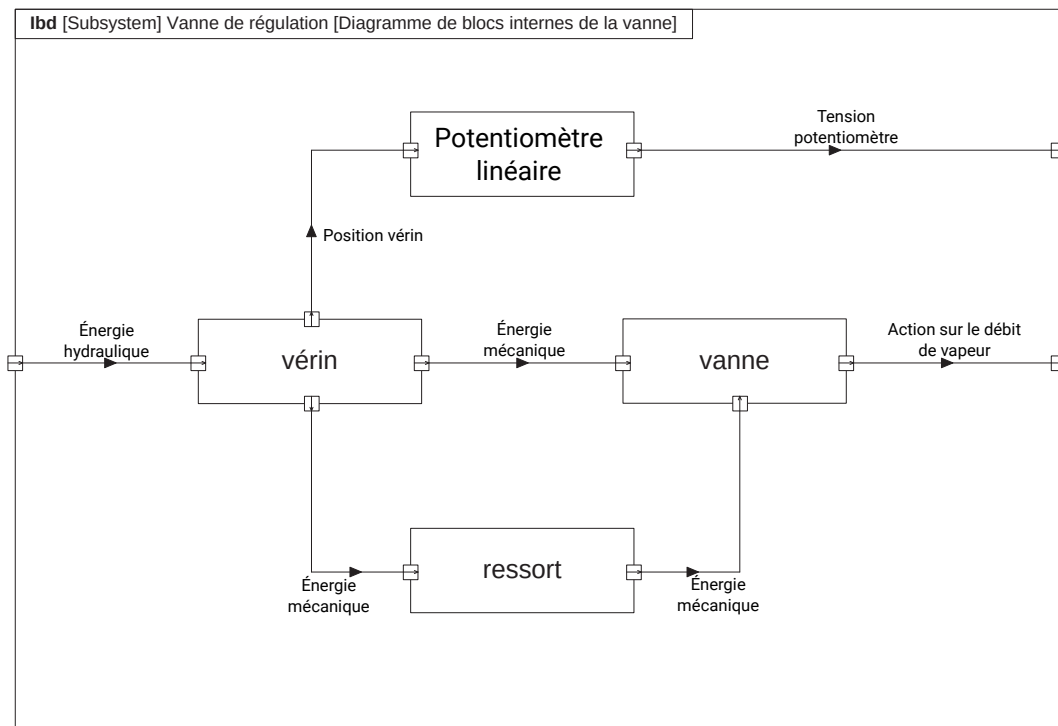 Ibd [Subsystem] Vanne de régulation [Diagramme de blocs internes de la vanne]
Tension
potentiomètre
Potentiomètre
linéaire
Position vérin
Énergie
hydraulique
vérin
Énergie
mécanique
vanne
Action sur le débit
de vapeur
ressort
Énergie
mécanique
Énergie
mécanique